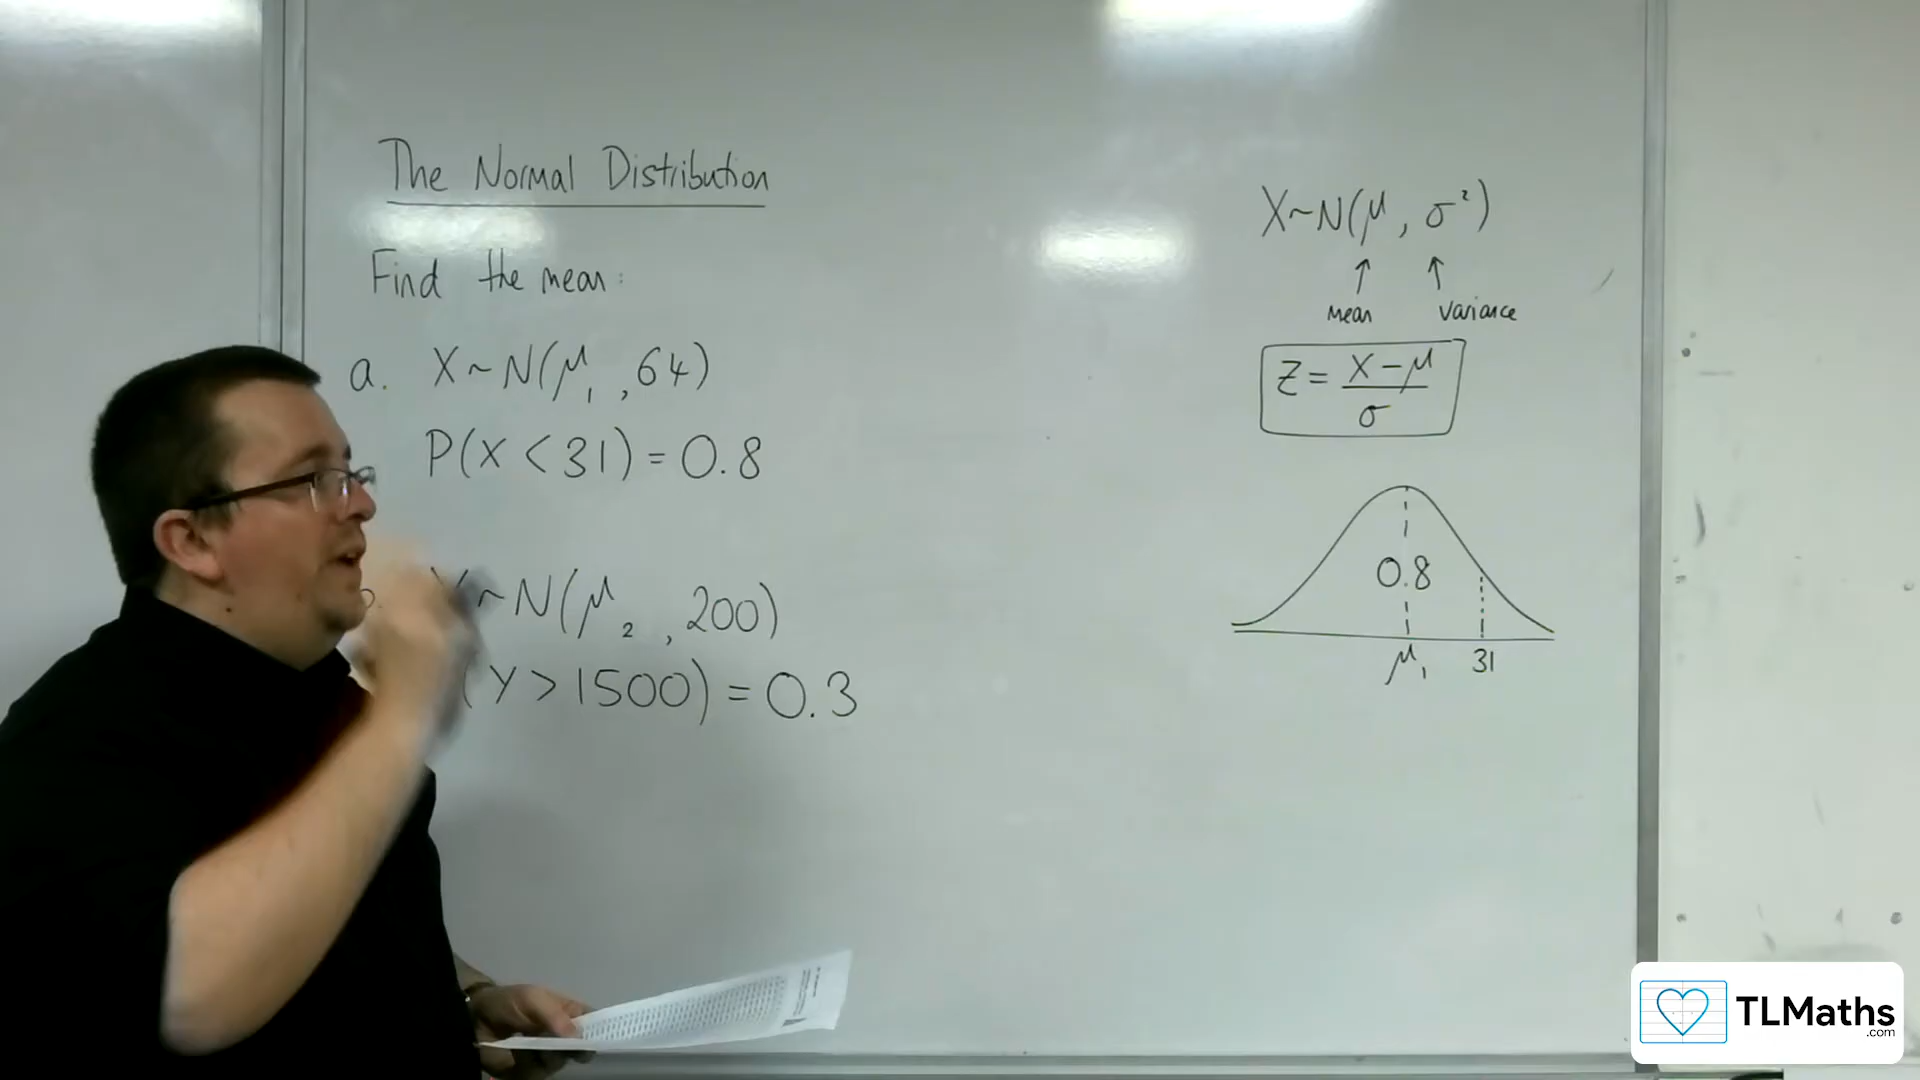 The Normal Distribution
Find the mean:
a. X~N(μ₁, 64)
P(X < 31) = 0.8
~N(μ₂, 200)
(Y > 1500) = 0.3
X~N(μ, σ²)
↑ ↑
mean variance
Z = (X - μ)/σ
0.8
μ₁ 31
TLMaths
.com